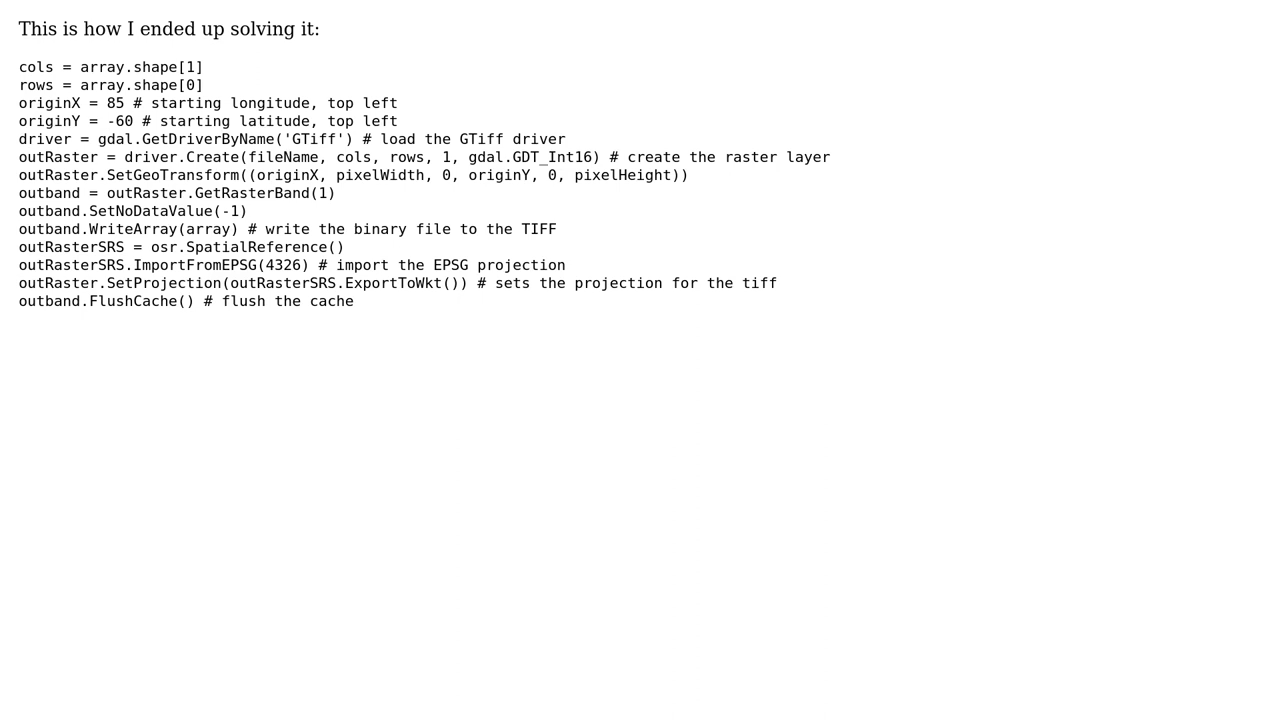 This is how I ended up solving it:
cols = array.shape[1]
rows = array.shape[0]
originX = 85 # starting longitude, top left
originY = -60 # starting latitude, top left
driver = gdal.GetDriverByName('GTiff') # load the GTiff driver
outRaster = driver.Create(fileName, cols, rows, 1, gdal.GDT_Int16) # create the raster layer
outRaster.SetGeoTransform((originX, pixelWidth, 0, originY, 0, pixelHeight))
outband = outRaster.GetRasterBand(1)
outband.SetNoDataValue(-1)
outband.WriteArray(array) # write the binary file to the TIFF
outRasterSRS = osr.SpatialReference()
outRasterSRS.ImportFromEPSG(4326) # import the EPSG projection
outRaster.SetProjection(outRasterSRS.ExportToWkt()) # sets the projection for the tiff
outband.FlushCache() # flush the cache